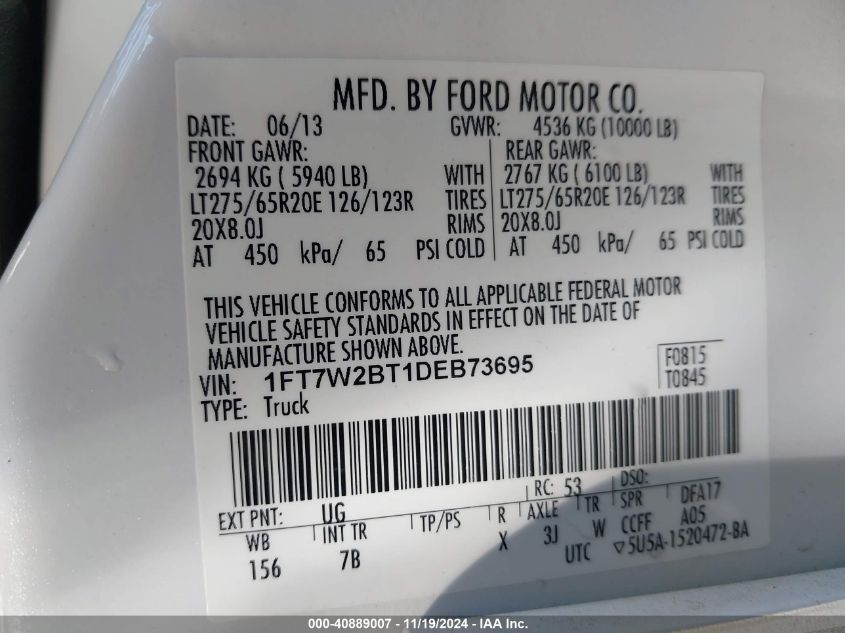 MFD. BY FORD MOTOR CO.
DATE: 06/13 GVWR: 4536 KG (10000 LB)
FRONT GAWR: REAR GAWR:
2694 KG ( 5940 LB) WITH 2767 KG ( 6100 LB) WITH
LT275/65R20E 126/123R TIRES LT275/65R20E 126/123R TIRES
20X8.0J RIMS 20X8.0J RIMS
AT 450 kPa/ 65 PSI COLD AT 450 kPa/ 65 PSI COLD
THIS VEHICLE CONFORMS TO ALL APPLICABLE FEDERAL MOTOR
VEHICLE SAFETY STANDARDS IN EFFECT ON THE DATE OF
MANUFACTURE SHOWN ABOVE.
VIN: 1FT7W2BT1DEB73695 F0815
TYPE: Truck T0845
EXT PNT: UG RC: 53 DSO:
WB INT TR TP/PS R AXLE TR SPR DFA17
156 7B X 3J W CCFF A05
UTC ▽5U5A-1520472-BA
000-40889007 - 11/19/2024 - IAA Inc.